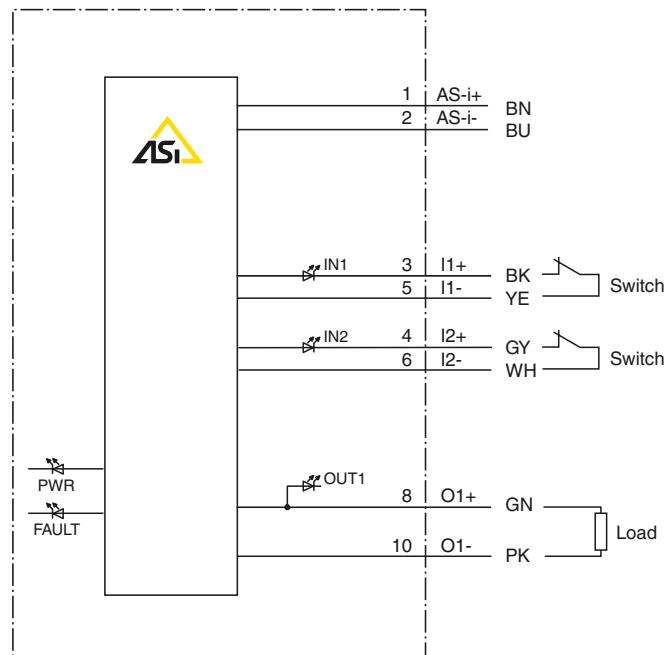 1 AS-i+ BN
2 AS-i- BU
ASi
IN1 3 I1+ BK
5 I1- YE
Switch
IN2 4 I2+ GY
6 I2- WH
Switch
PWR
FAULT
OUT1
8 O1+ GN
Load
10 O1- PK